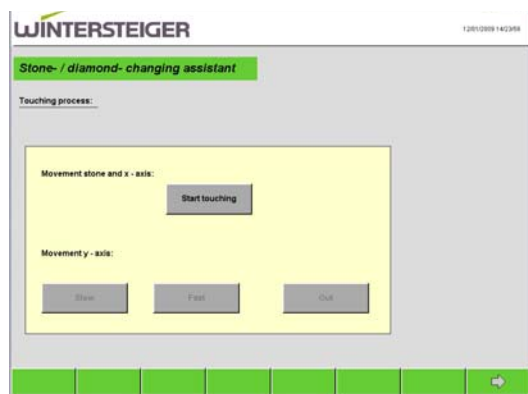 WINTERSTEIGER
12/01/2009 14/23/58
Stone- / diamond- changing assistant
Touching process:
Movement stone and x - axis:
Start touching
Movement y - axis:
Slow Fast Out